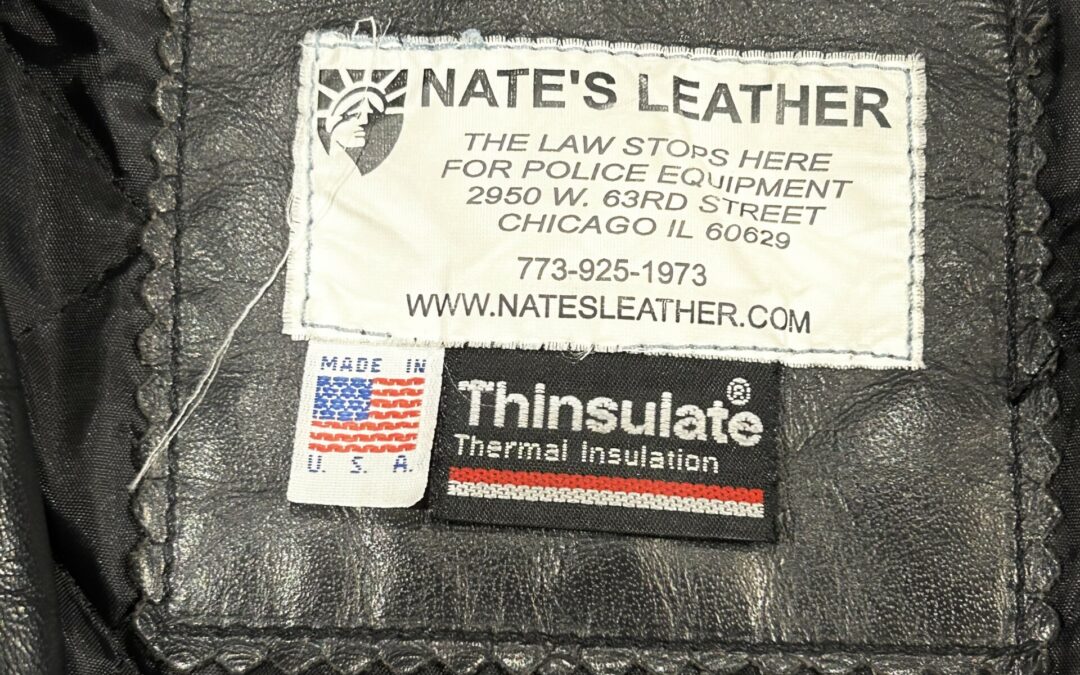 NATE'S LEATHER
THE LAW STOPS HERE
FOR POLICE EQUIPMENT
2950 W. 63RD STREET
CHICAGO IL 60629
773-925-1973
WWW.NATESLEATHER.COM
MADE IN
U. S. A.
Thinsulate®
Thermal Insulation